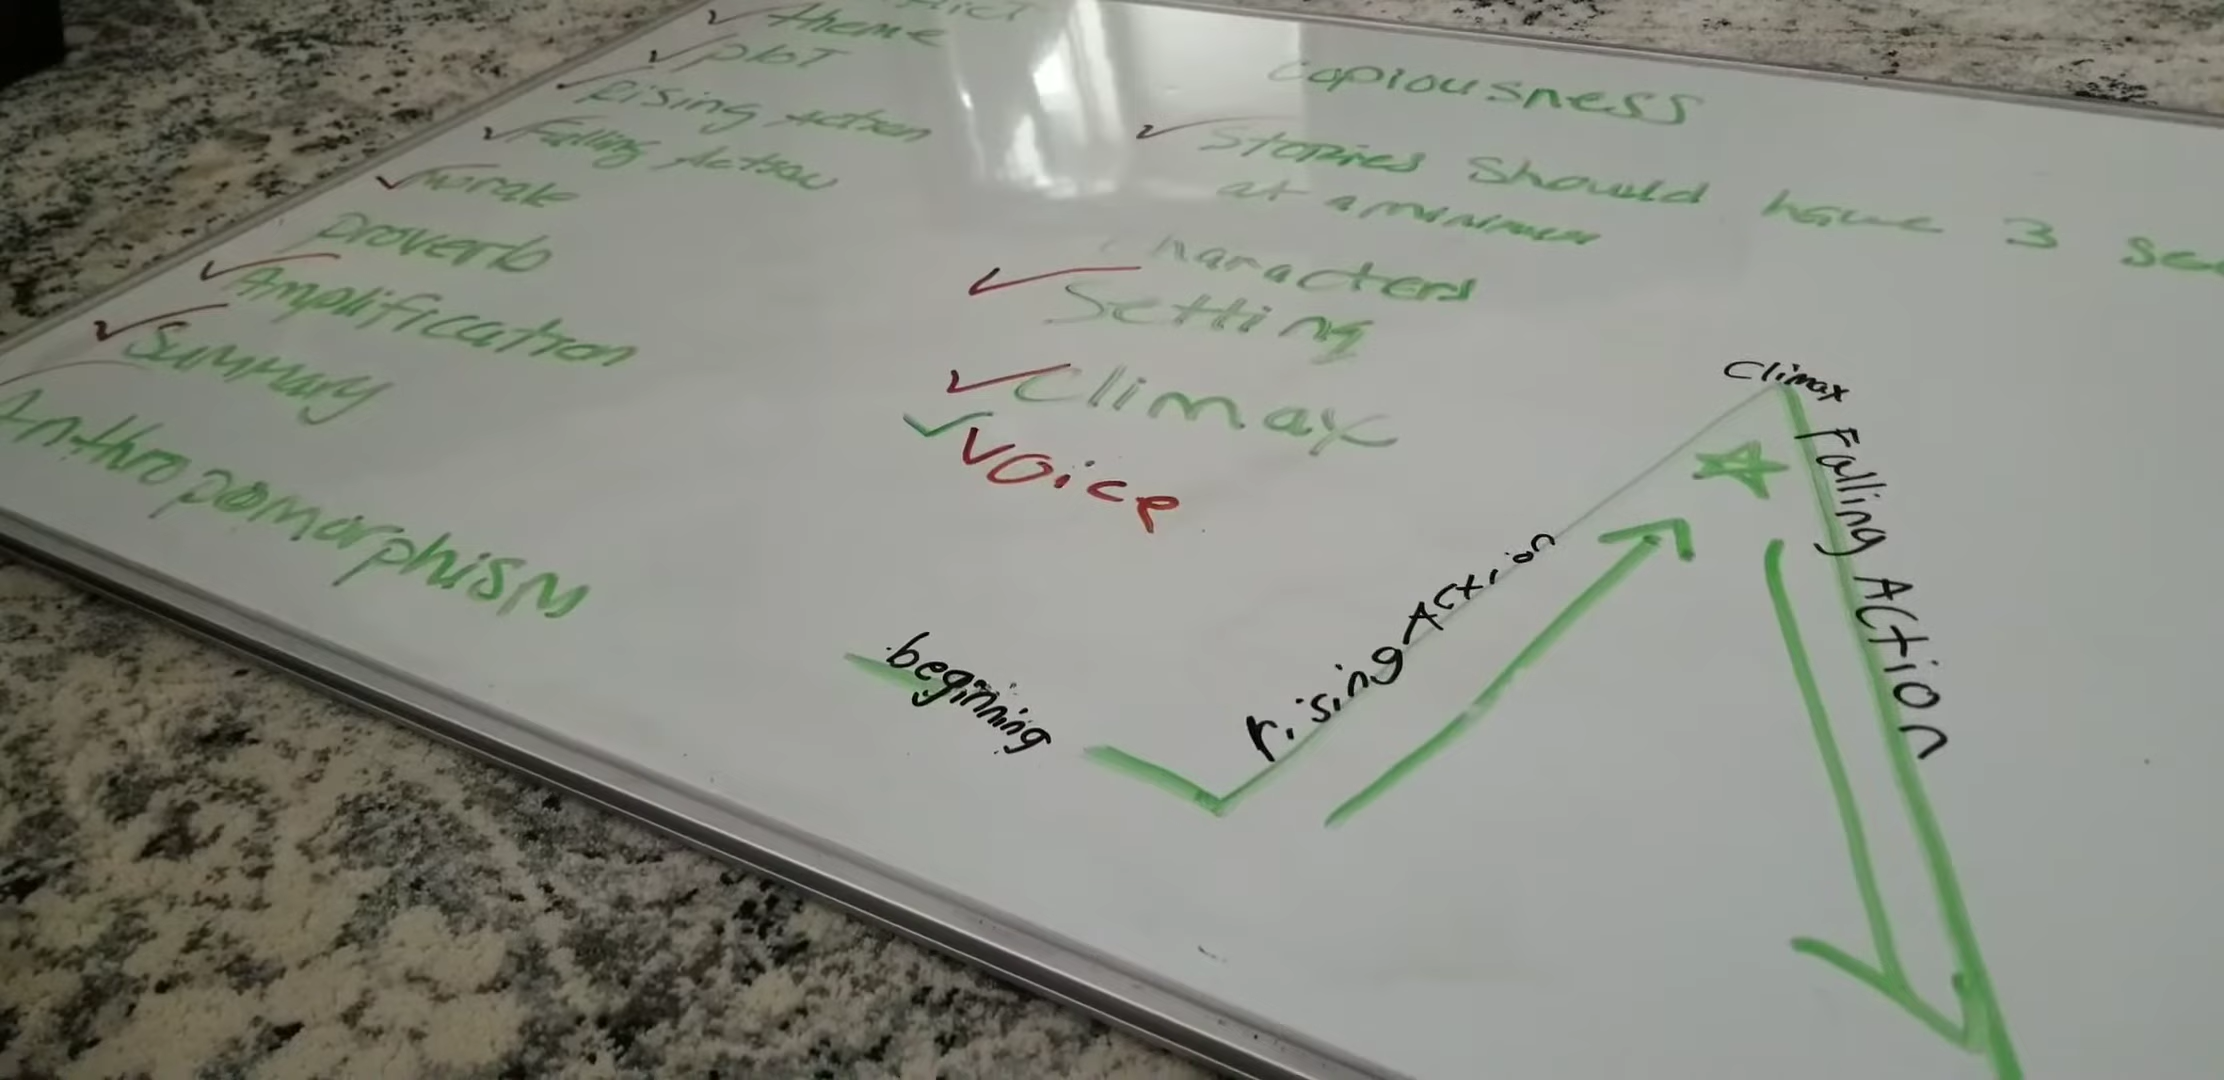 theme
plot
Rising Action
Falling Action
Morale
Proverb
Amplification
Summary
Anthropomorphism
Copiousness
Stories Should have 3
at a minimum
Characters
Setting
Climax
Voice
beginning
rising Action
Climax
Falling Action